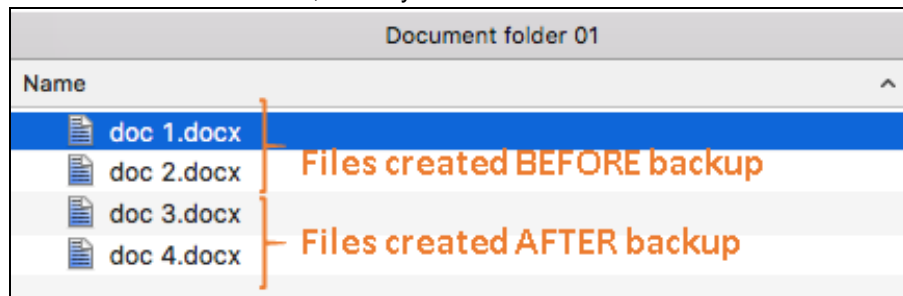 Document folder 01
Name
doc 1.docx
doc 2.docx
Files created BEFORE backup
doc 3.docx
doc 4.docx
Files created AFTER backup